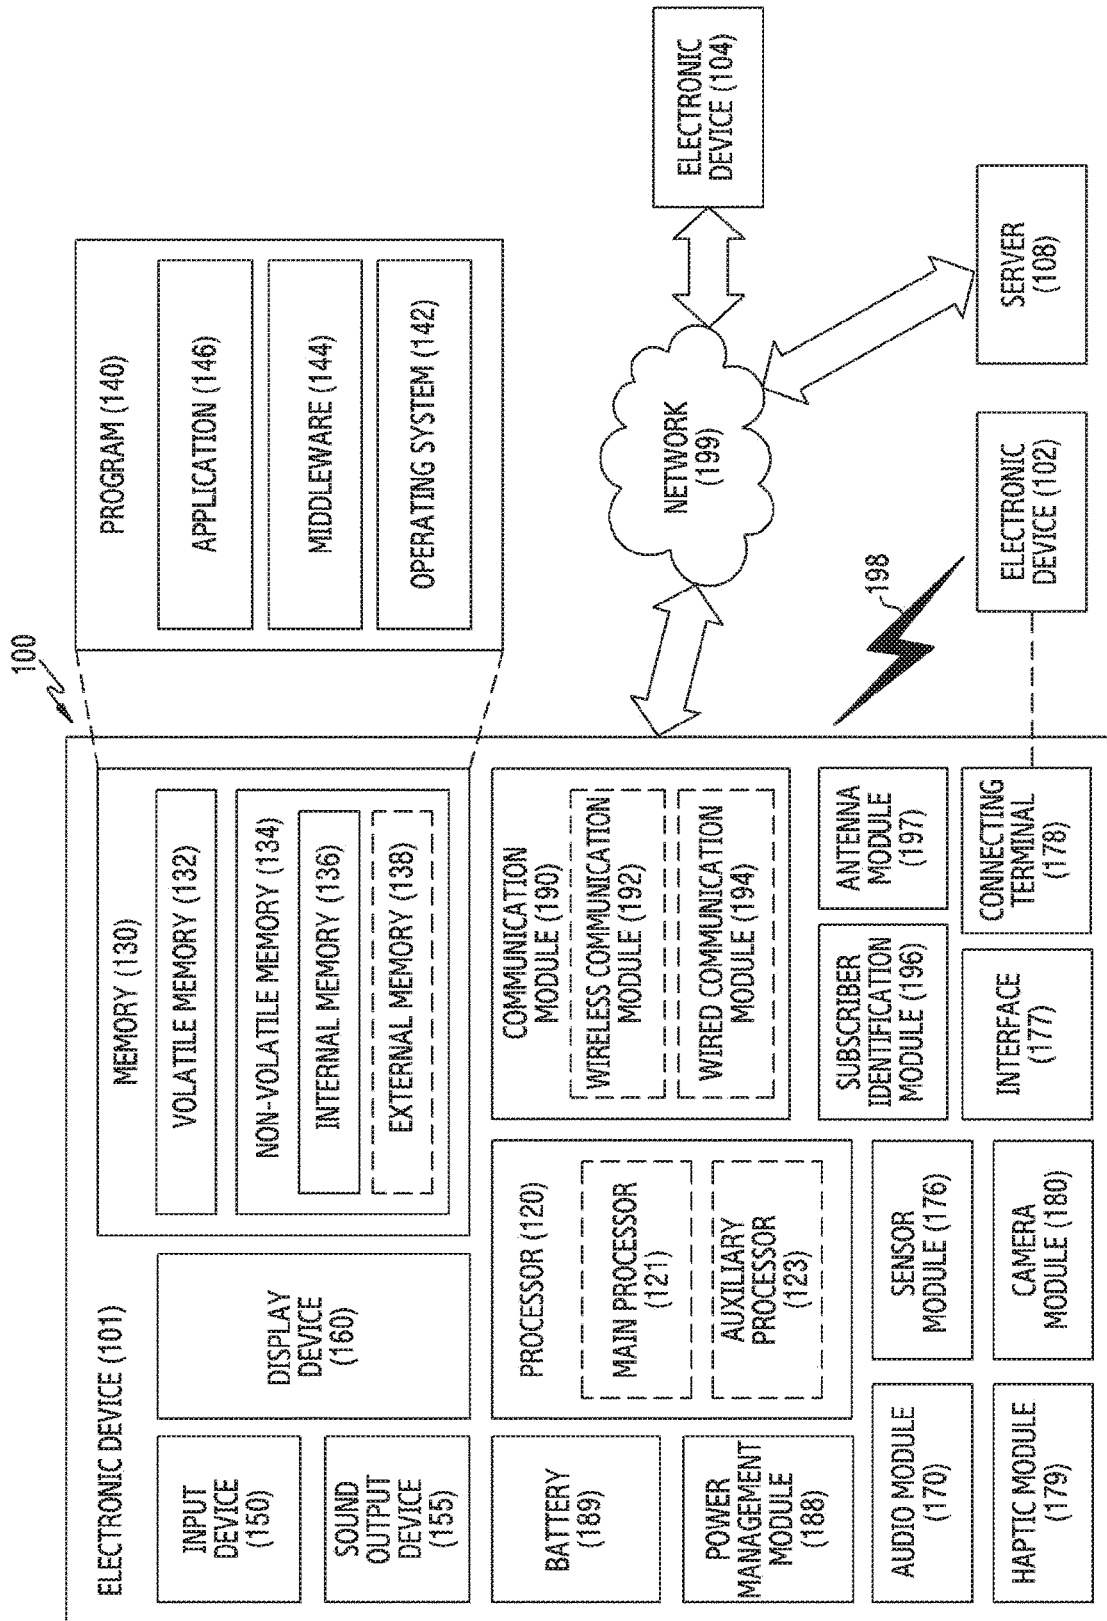 100
ELECTRONIC DEVICE (101)
INPUT
DEVICE
(150)
SOUND
OUTPUT
DEVICE
(155)
DISPLAY
DEVICE
(160)
MEMORY (130)
VOLATILE MEMORY (132)
NON-VOLATILE MEMORY (134)
INTERNAL MEMORY (136)
EXTERNAL MEMORY (138)
PROGRAM (140)
APPLICATION (146)
MIDDLEWARE (144)
OPERATING SYSTEM (142)
BATTERY
(189)
POWER
MANAGEMENT
MODULE
(188)
PROCESSOR (120)
MAIN PROCESSOR
(121)
AUXILIARY
PROCESSOR
(123)
COMMUNICATION
MODULE (190)
WIRELESS COMMUNICATION
MODULE (192)
WIRED COMMUNICATION
MODULE (194)
NETWORK
(199)
ELECTRONIC
DEVICE (104)
AUDIO MODULE
(170)
SENSOR
MODULE (176)
SUBSCRIBER
IDENTIFICATION
MODULE (196)
ANTENNA
MODULE
(197)
198
HAPTIC MODULE
(179)
CAMERA
MODULE (180)
INTERFACE
(177)
CONNECTING
TERMINAL
(178)
ELECTRONIC
DEVICE (102)
SERVER
(108)